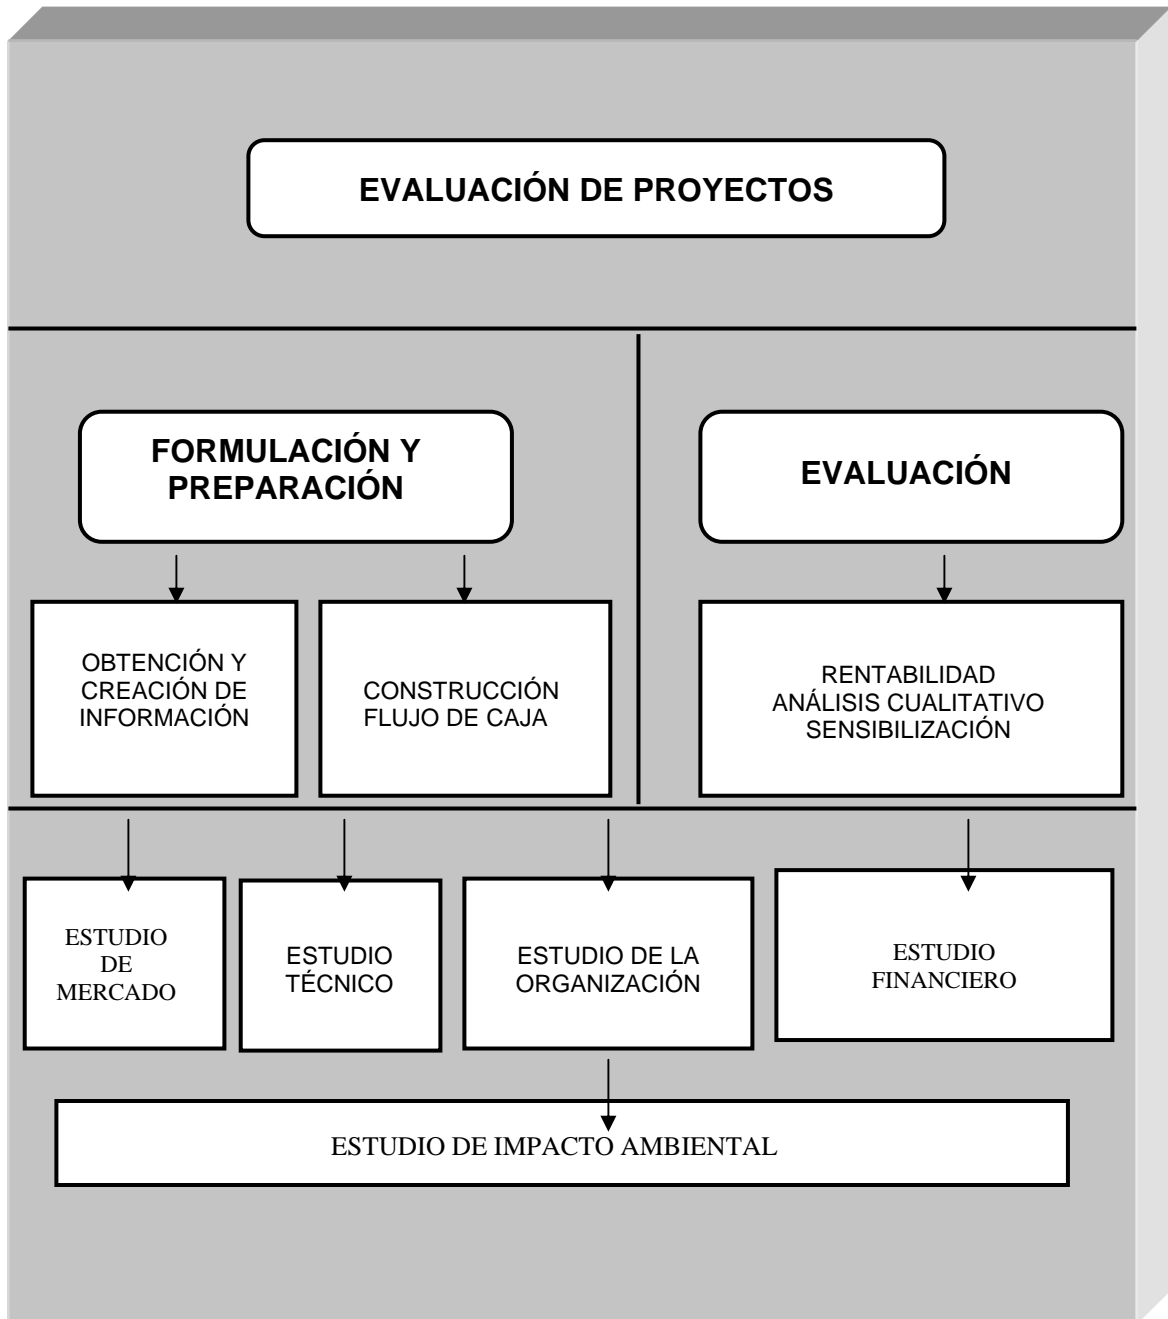 EVALUACIÓN DE PROYECTOS
FORMULACIÓN Y
PREPARACIÓN
EVALUACIÓN
OBTENCIÓN Y
CREACIÓN DE
INFORMACIÓN
CONSTRUCCIÓN
FLUJO DE CAJA
RENTABILIDAD
ANÁLISIS CUALITATIVO
SENSIBILIZACIÓN
ESTUDIO
DE
MERCADO
ESTUDIO
TÉCNICO
ESTUDIO DE LA
ORGANIZACIÓN
ESTUDIO
FINANCIERO
ESTUDIO DE IMPACTO AMBIENTAL